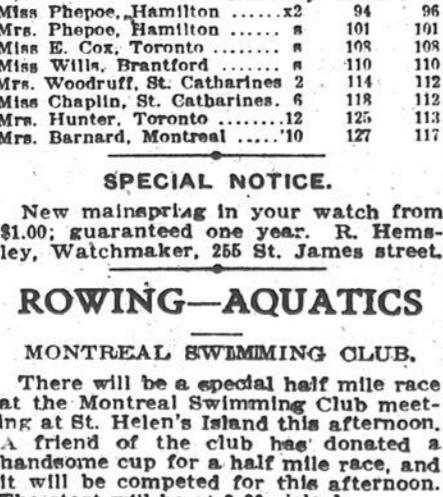 Miss Phepoe, Hamilton ......x2 94 96
Mrs. Phepoe, Hamilton ...... s 101 101
Miss E. Cox, Toronto ....... s 108 108
Miss Wills, Brantford ...... s 110 110
Mrs. Woodruff, St. Catharines 2 114 112
Miss Chaplin, St. Catharines. 6 118 112
Mrs. Hunter, Toronto ........12 125 113
Mrs. Barnard, Montreal .....10 127 117
SPECIAL NOTICE.
New mainspring in your watch from
$1.00; guaranteed one year. R. Hems-
ley, Watchmaker, 255 St. James street.
ROWING—AQUATICS
MONTREAL SWIMMING CLUB.
There will be a special half mile race
at the Montreal Swimming Club meet-
ing at St. Helen's Island this afternoon.
A friend of the club has donated a
handsome cup for a half mile race, and
it will be competed for this afternoon.